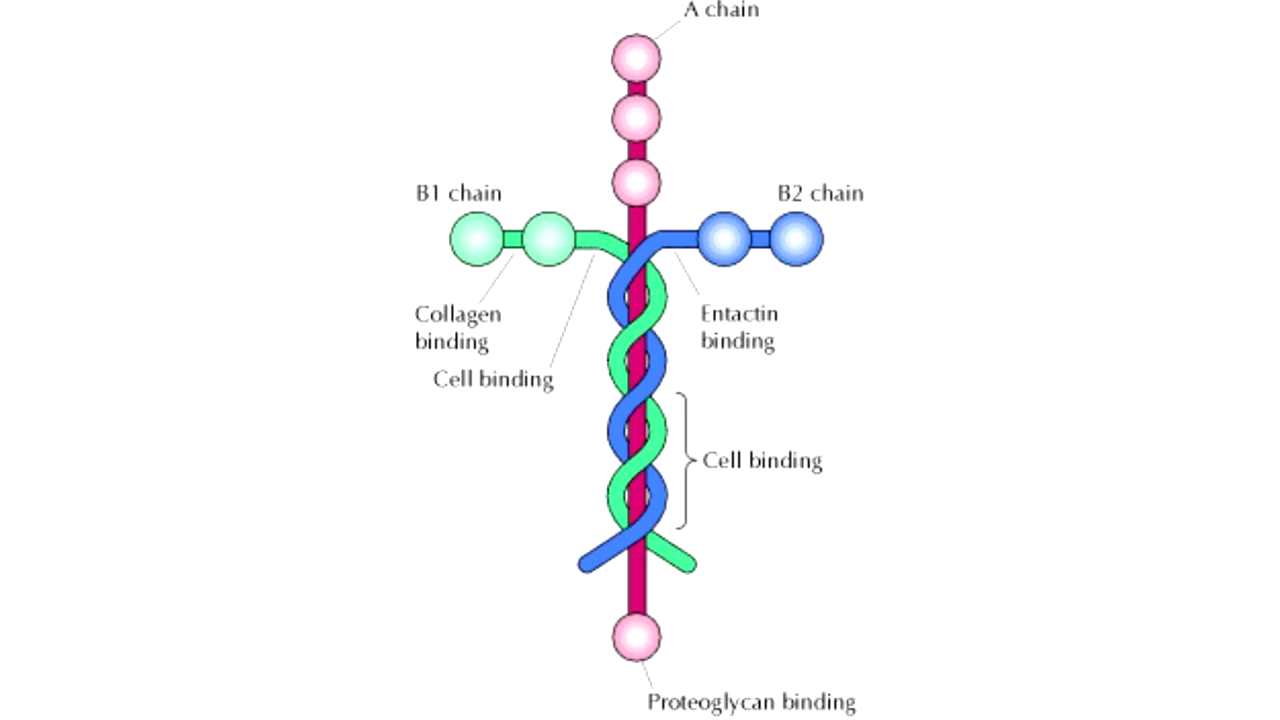 A chain
B1 chain
B2 chain
Collagen
binding
Entactin
binding
Cell binding
Cell binding
Proteoglycan binding